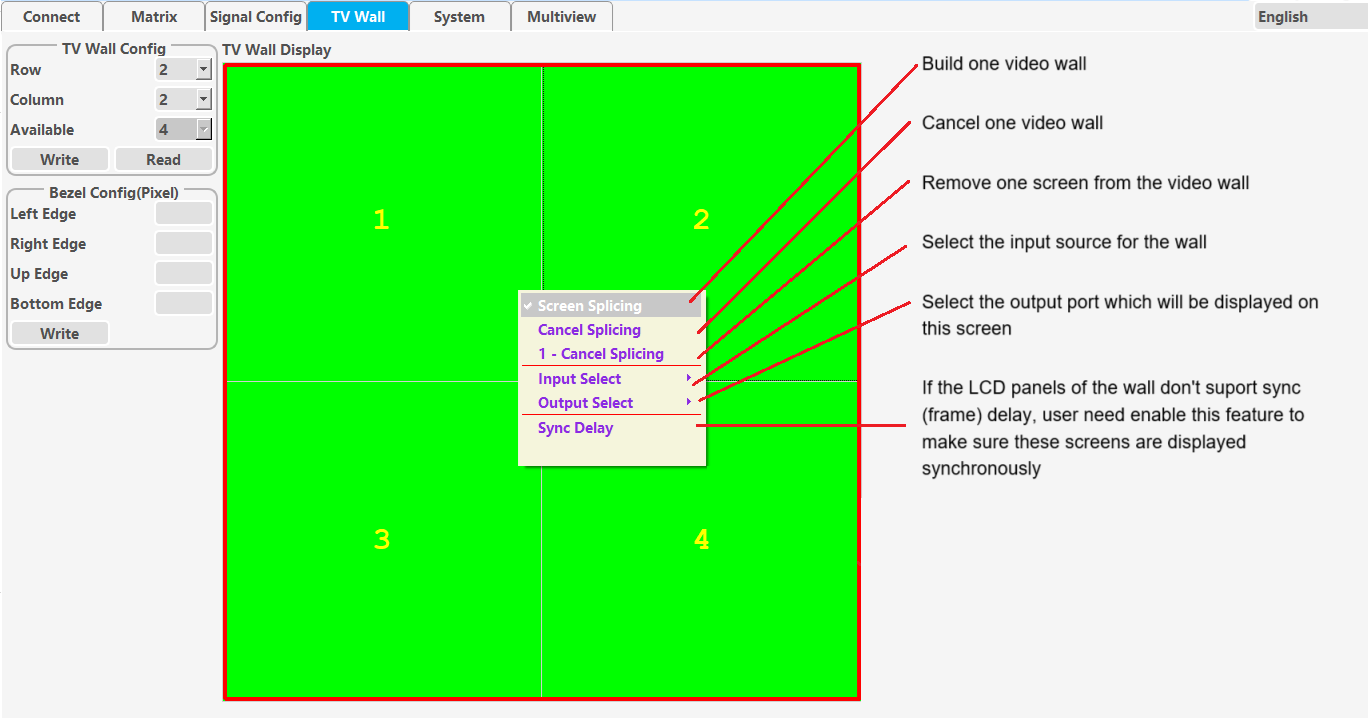 Connect Matrix Signal Config TV Wall System Multiview English
TV Wall Config
Row 2
Column 2
Available 4
Write Read
Bezel Config(Pixel)
Left Edge
Right Edge
Up Edge
Bottom Edge
Write
TV Wall Display
1
2
3
4
Screen Splicing
Cancel Splicing
1 - Cancel Splicing
Input Select
Output Select
Sync Delay
Build one video wall
Cancel one video wall
Remove one screen from the video wall
Select the input source for the wall
Select the output port which will be displayed on
this screen
If the LCD panels of the wall don't suport sync
(frame) delay, user need enable this feature to
make sure these screens are displayed
synchronously